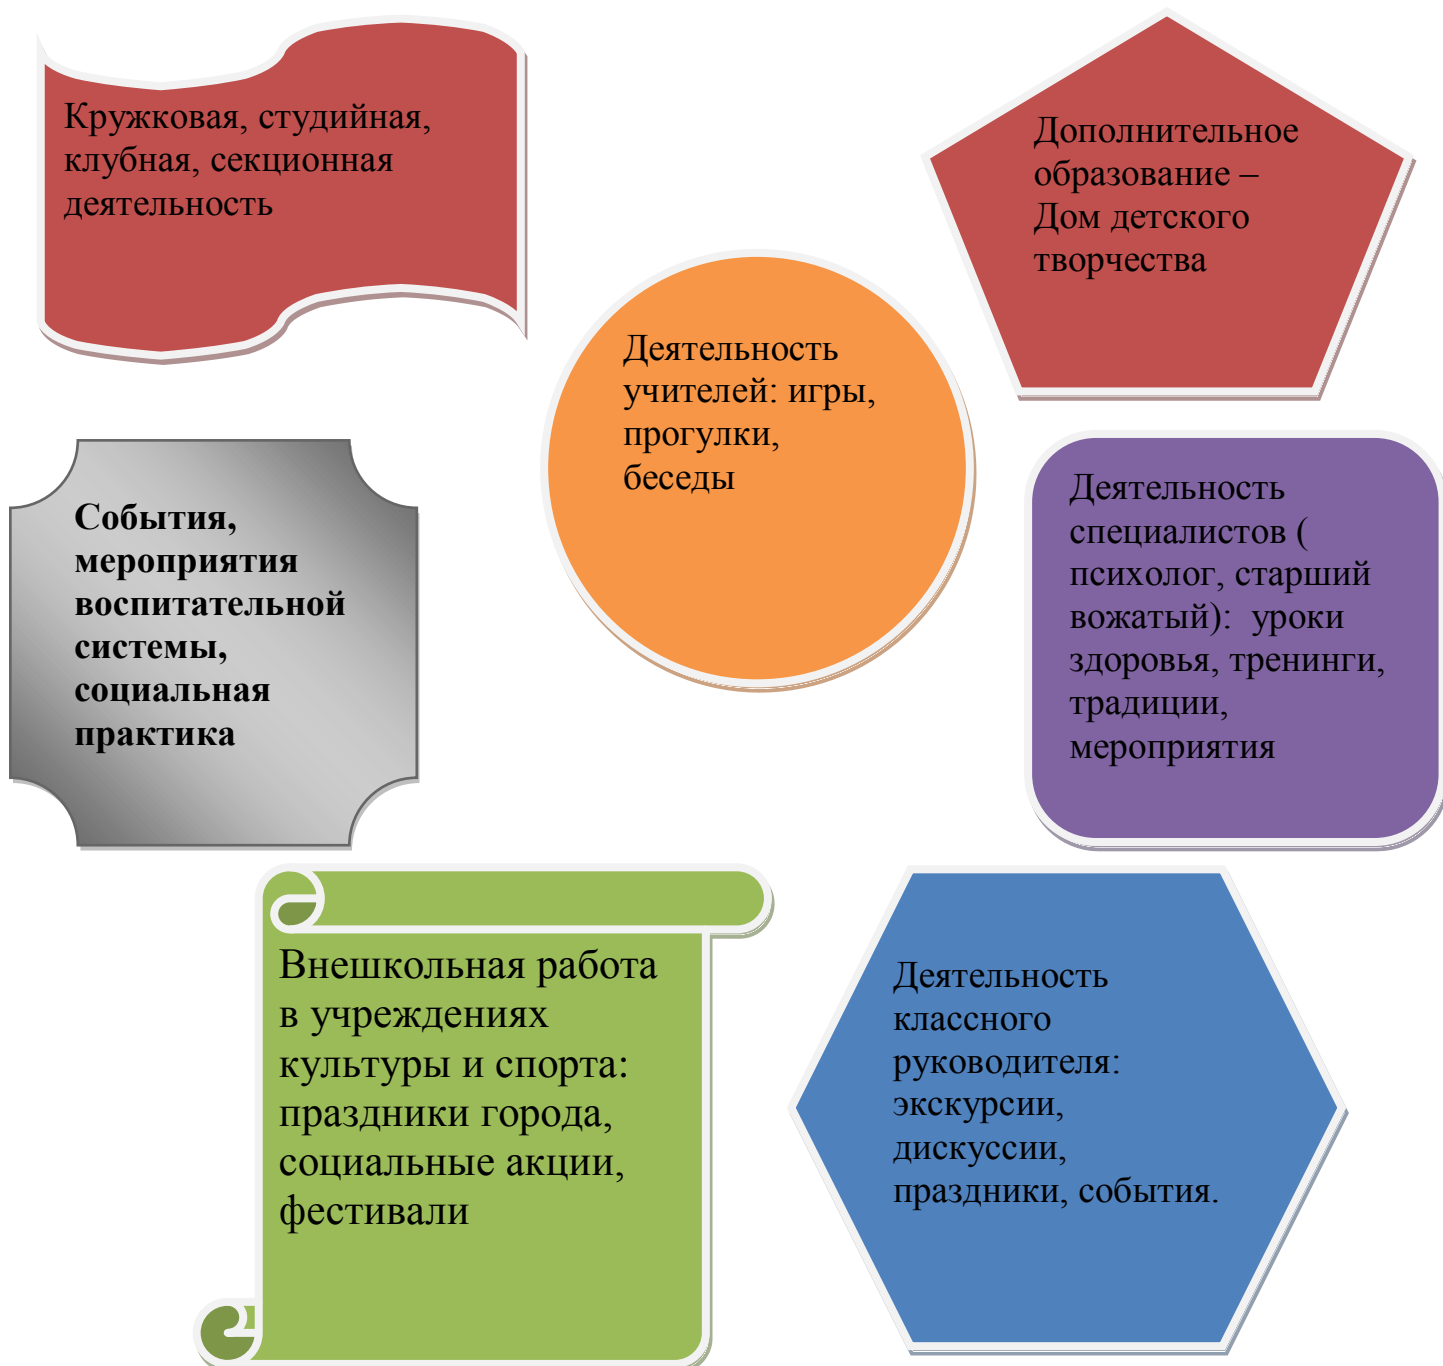 Кружковая, студийная,
клубная, секционная
деятельность
Дополнительное
образование –
Дом детского
творчества
Деятельность
учителей: игры,
прогулки,
беседы
События,
мероприятия
воспитательной
системы,
социальная
практика
Деятельность
специалистов (
психолог, старший
вожатый):  уроки
здоровья, тренинги,
традиции,
мероприятия
Внешкольная работа
в учреждениях
культуры и спорта:
праздники города,
социальные акции,
фестивали
Деятельность
классного
руководителя:
экскурсии,
дискуссии,
праздники, события.